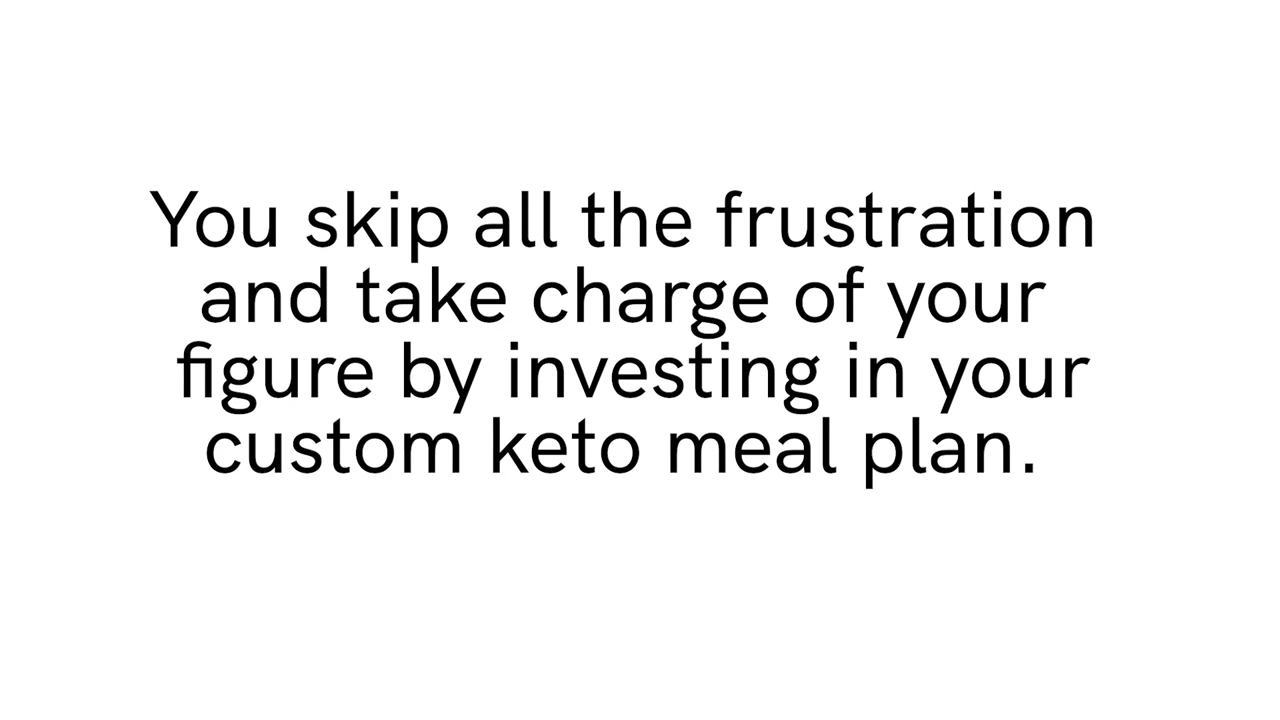 You skip all the frustration
and take charge of your
figure by investing in your
custom keto meal plan.